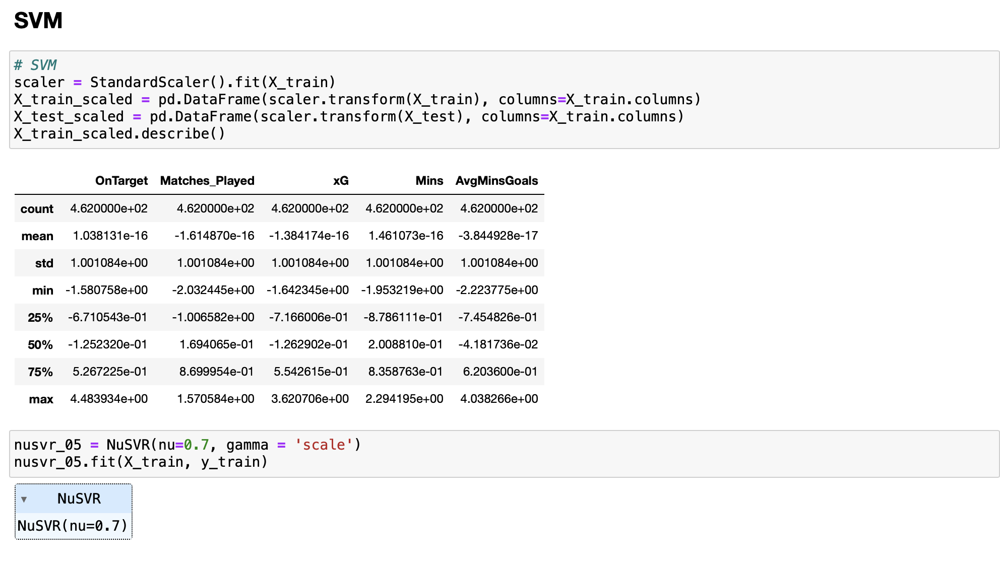 SVM
# SVM
scaler = StandardScaler().fit(X_train)
X_train_scaled = pd.DataFrame(scaler.transform(X_train), columns=X_train.columns)
X_test_scaled = pd.DataFrame(scaler.transform(X_test), columns=X_train.columns)
X_train_scaled.describe()
OnTarget Matches_Played xG Mins AvgMinsGoals
count 4.620000e+02 4.620000e+02 4.620000e+02 4.620000e+02 4.620000e+02
mean 1.038131e-16 -1.614870e-16 -1.384174e-16 1.461073e-16 -3.844928e-17
std 1.001084e+00 1.001084e+00 1.001084e+00 1.001084e+00 1.001084e+00
min -1.580758e+00 -2.032445e+00 -1.642345e+00 -1.953219e+00 -2.223775e+00
25% -6.710543e-01 -1.006582e+00 -7.166006e-01 -8.786111e-01 -7.454826e-01
50% -1.252320e-01 1.694065e-01 -1.262902e-01 2.008810e-01 -4.181736e-02
75% 5.267225e-01 8.699954e-01 5.542615e-01 8.358763e-01 6.203600e-01
max 4.483934e+00 1.570584e+00 3.620706e+00 2.294195e+00 4.038266e+00
nusvr_05 = NuSVR(nu=0.7, gamma = 'scale')
nusvr_05.fit(X_train, y_train)
▼ NuSVR
NuSVR(nu=0.7)